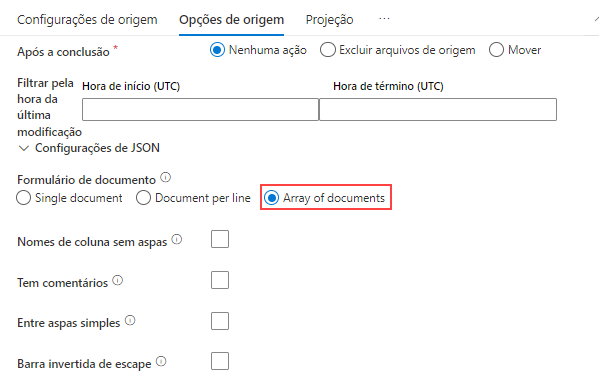 Configurações de origem Opções de origem Projeção ...
Após a conclusão * Nenhuma ação Excluir arquivos de origem Mover
Filtrar pela Hora de início (UTC) Hora de término (UTC)
hora da
última
modificação
Configurações de JSON
Formulário de documento
Single document Document per line Array of documents
Nomes de coluna sem aspas
Tem comentários
Entre aspas simples
Barra invertida de escape